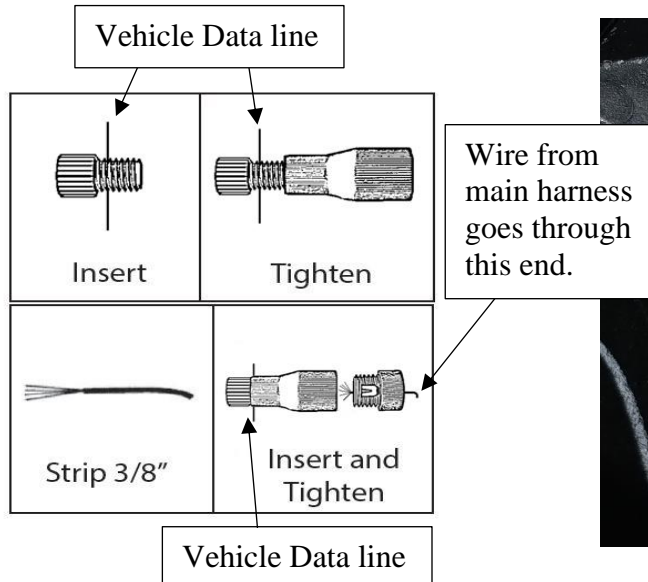 Vehicle Data line
Insert
Tighten
Wire from
main harness
goes through
this end.
Strip 3/8”
Insert and
Tighten
Vehicle Data line